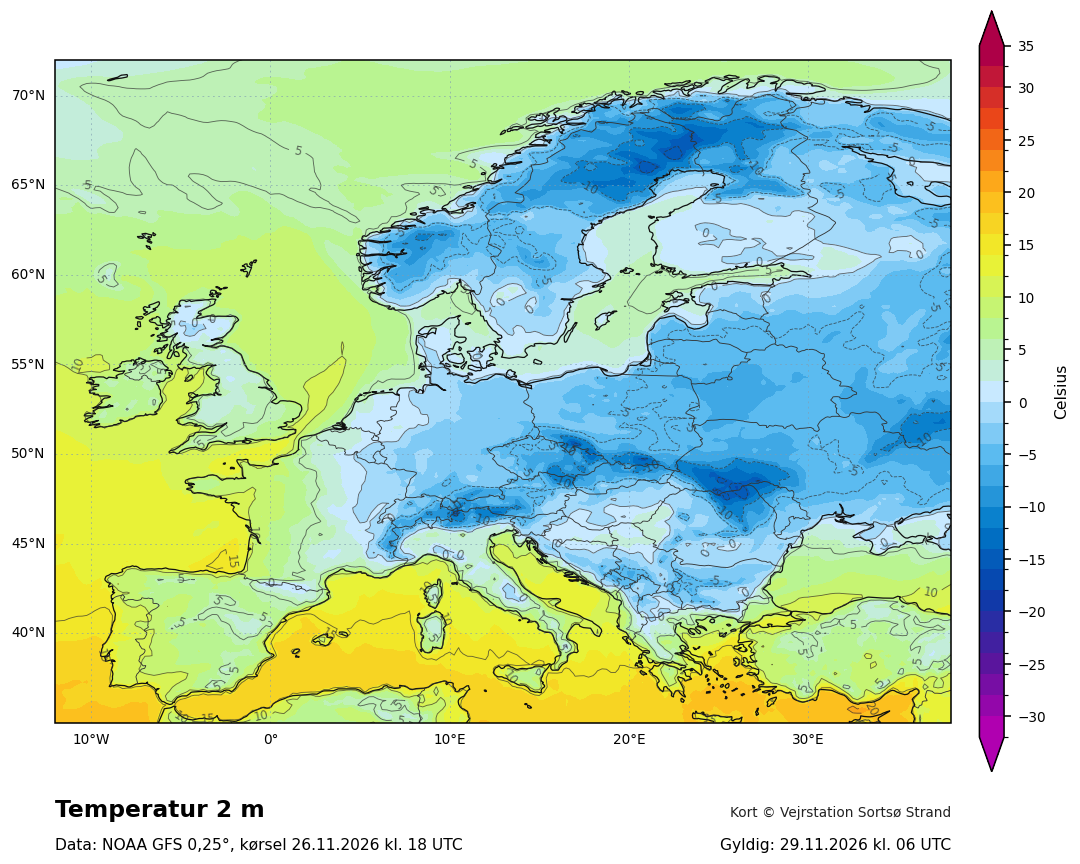 70°N
65°N
60°N
55°N
50°N
45°N
40°N
10°W
0°
10°E
20°E
30°E
35
30
25
20
15
10
5
0
−5
−10
−15
−20
−25
−30
Celsius
Temperatur 2 m
Kort © Vejrstation Sortsø Strand
Data: NOAA GFS 0,25°, kørsel 26.11.2026 kl. 18 UTC
Gyldig: 29.11.2026 kl. 06 UTC